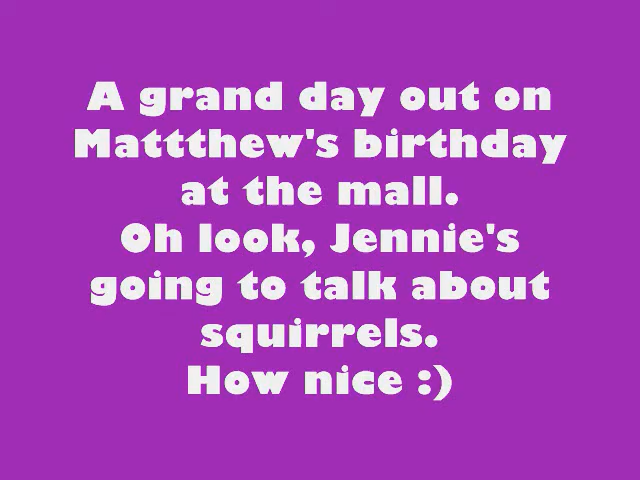 A grand day out on
Mattthew's birthday
at the mall.
Oh look, Jennie's
going to talk about
squirrels.
How nice :)